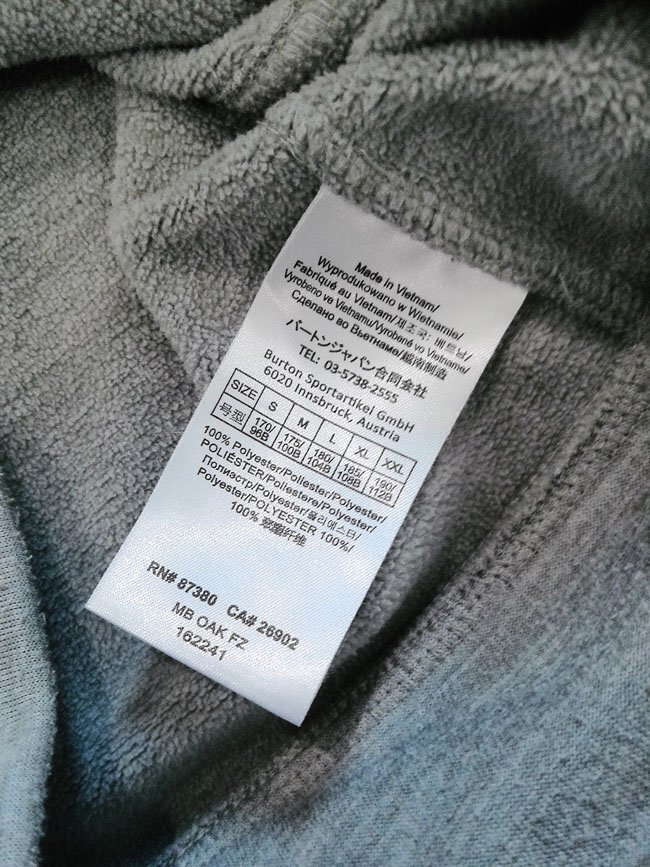 Made in Vietnam/
Wyprodukowano w Wietnamie/
Fabriqué au Vietnam/제조국: 베트남/
Vyrobeno ve Vietnamu/Vyrobené vo Vietname/
Сделано во Вьетнаме/越南制造
バートンジャパン合同会社
TEL: 03-5738-2555
Burton Sportartikel GmbH
6020 Innsbruck, Austria
SIZE S M L XL XXL
号型 170/96B 175/100B 180/104B 185/108B 190/112B
100% Polyester/Poliester/Polyester/
POLIÉSTER/Poliestere/Polyester/
Полиэстр/Polyester/폴리에스터/
Polyester/POLYESTER 100%/
100% 聚酯纤维
RN# 87380 CA# 26902
MB OAK FZ
162241